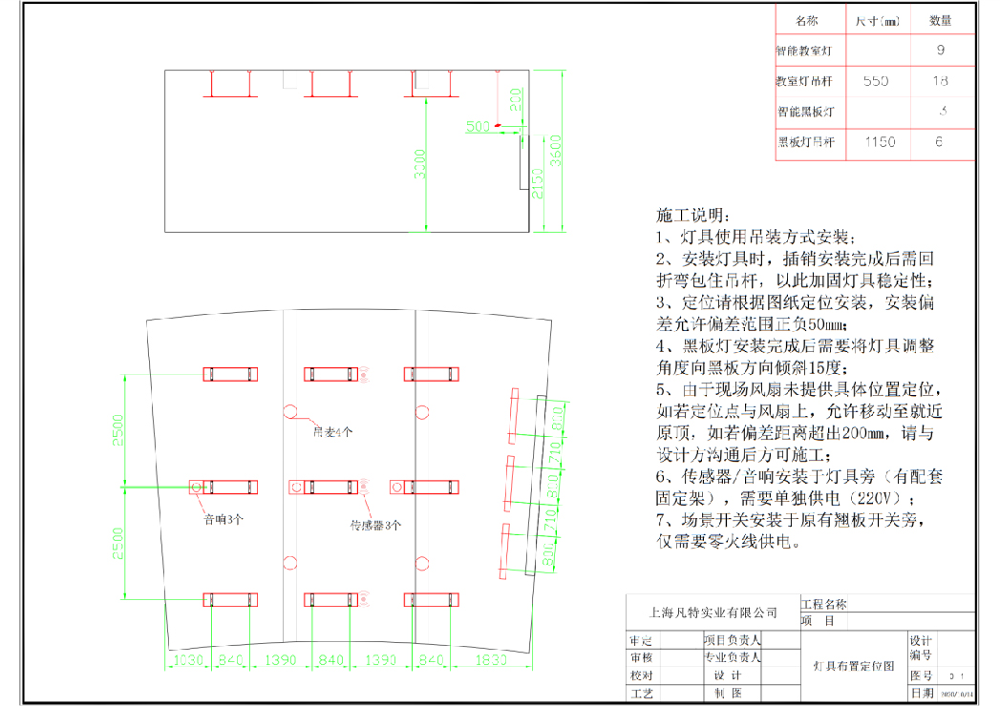 名称 尺寸(mm) 数量
智能教室灯 9
教室灯吊杆 550 18
智能黑板灯 3
黑板灯吊杆 1150 6
200
500
3000
2150
3600
施工说明:
1、灯具使用吊装方式安装;
2、安装灯具时，插销安装完成后需回
折弯包住吊杆，以此加固灯具稳定性;
3、定位请根据图纸定位安装，安装偏
差允许偏差范围正负50mm;
4、黑板灯安装完成后需要将灯具调整
角度向黑板方向倾斜15度;
5、由于现场风扇未提供具体位置定位，
如若定位点与风扇上，允许移动至就近
原顶，如若偏差距离超出200mm，请与
设计方沟通后方可施工;
6、传感器/音响安装于灯具旁（有配套
固定架），需要单独供电（220V）;
7、场景开关安装于原有翘板开关旁，
仅需要零火线供电。
2500
2500
吊麦4个
音响3个
传感器3个
800
710
800
710
800
1030 840 1390 840 1390 840 1830
上海凡特实业有限公司
工程名称
项 目
审定 项目负责人
审核 专业负责人
校对 设 计
工艺 制 图
灯具布置定位图
设计
编号
图号
日期